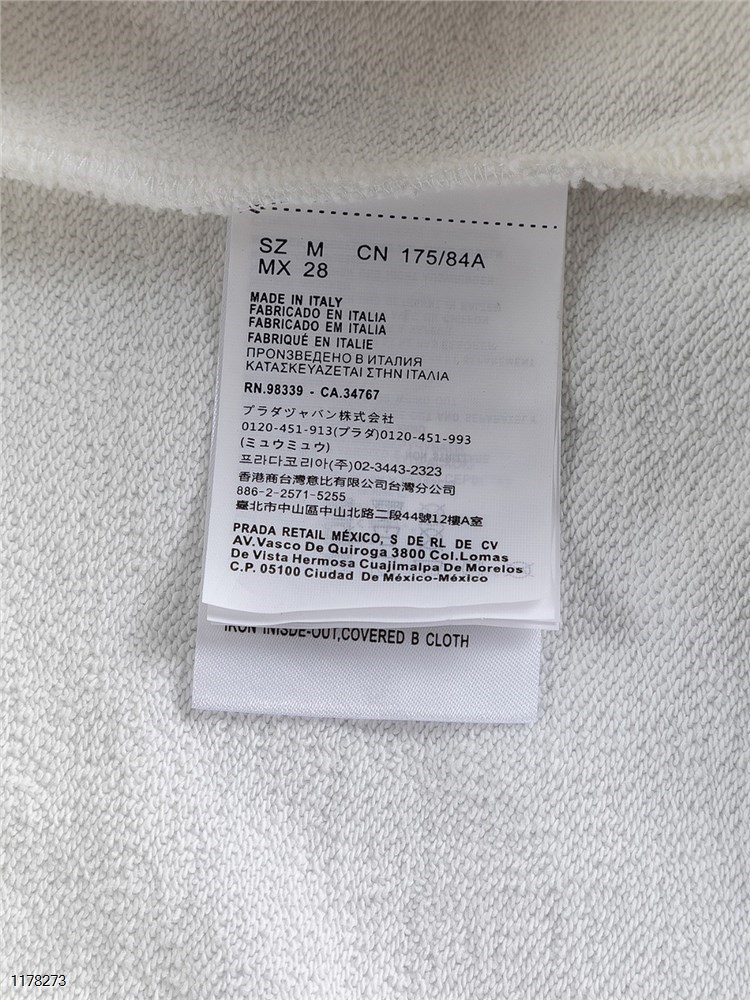 SZ M CN 175/84A
MX 28
MADE IN ITALY
FABRICADO EN ITALIA
FABRICADO EM ITALIA
FABRIQUÉ EN ITALIE
ПРОNЗВЕДЕНО В ИТАЛИЯ
ΚΑΤΑΣΚΕΥΑΖΕΤΑΙ ΣΤΗΝ ΙΤΑΛΙΑ
RN.98339 - CA.34767
プラダヅャバン株式会社
0120-451-913(プラダ)0120-451-993
(ミュウミュウ)
프라다코리아(주)02-3443-2323
香港商台灣意比有限公司台灣分公司
886-2-2571-5255
臺北市中山區中山北路二段44號12樓A室
PRADA RETAIL MÉXICO, S DE RL DE CV
AV.Vasco De Quiroga 3800 Col.Lomas
De Vista Hermosa Cuajimalpa De Morelos
C.P. 05100 Ciudad De México-México
IRON INISDE-OUT,COVERED B CLOTH
1178273